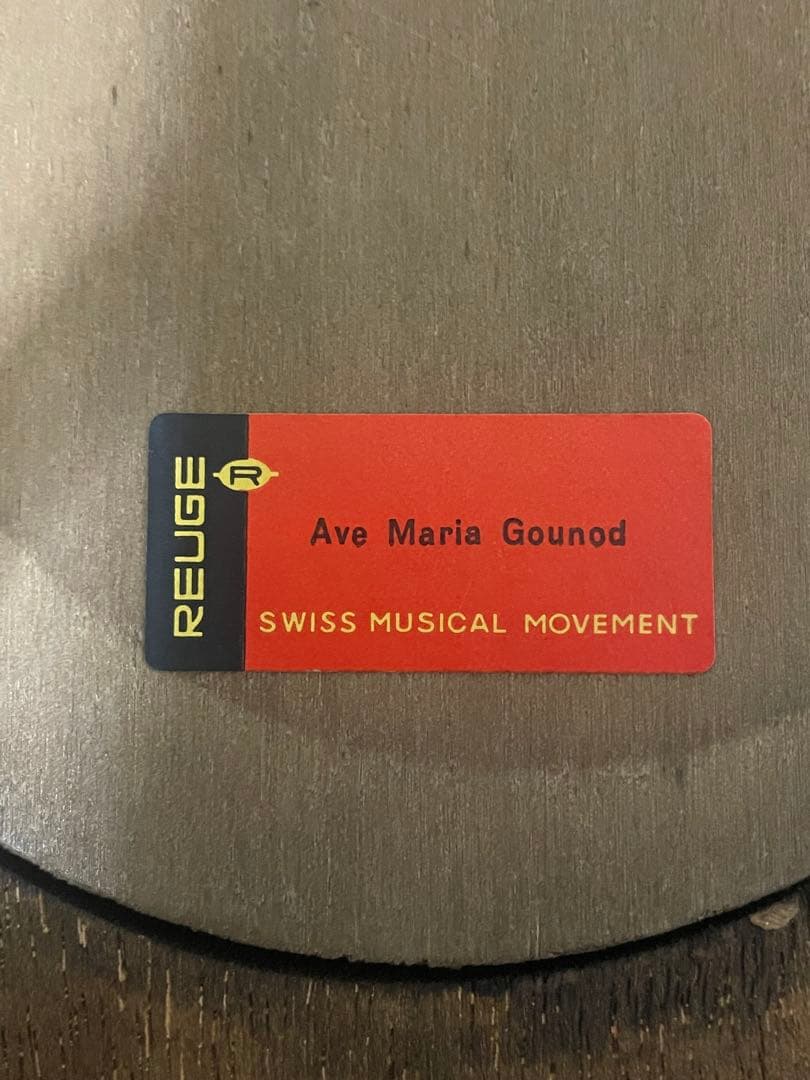 REUGE
R
Ave Maria Gounod
SWISS MUSICAL MOVEMENT